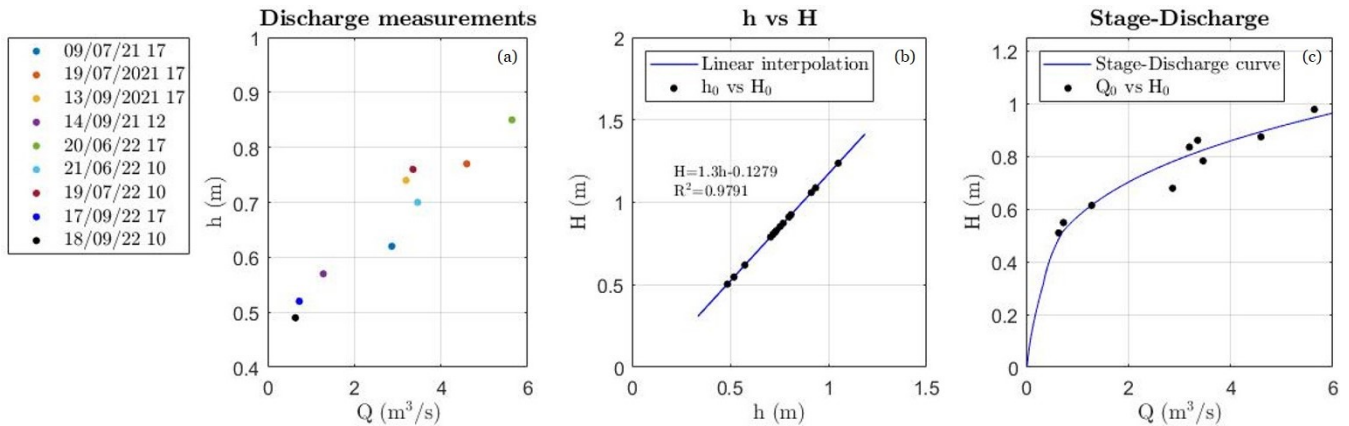 Discharge measurements
h vs H
Stage-Discharge
09/07/21 17
19/07/2021 17
13/09/2021 17
14/09/21 12
20/06/22 17
21/06/22 10
19/07/22 10
17/09/22 17
18/09/22 10
(a)
1
0.9
0.8
0.7
0.6
0.5
0.4
h (m)
0 2 4 6
Q (m³/s)
(b)
Linear interpolation
h₀ vs H₀
H=1.3h-0.1279
R²=0.9791
2
1.5
1
0.5
0
H (m)
0 0.5 1 1.5
h (m)
(c)
Stage-Discharge curve
Q₀ vs H₀
1.2
1
0.8
0.6
0.4
0.2
0
H (m)
0 2 4 6
Q (m³/s)